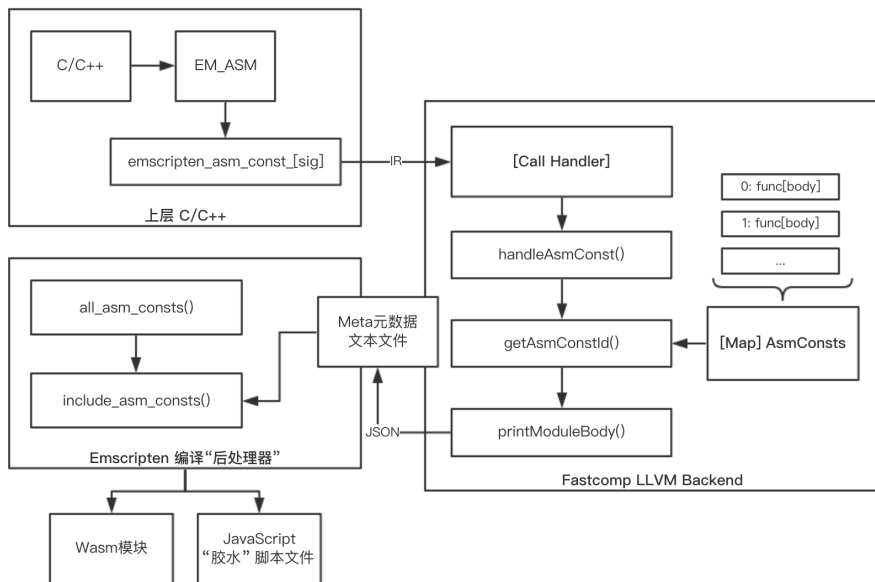 C/C++
EM_ASM
emscripten_asm_const_[sig]
上层 C/C++
IR
[Call Handler]
handleAsmConst()
getAsmConstId()
printModuleBody()
0: func[body]
1: func[body]
...
[Map] AsmConsts
Fastcomp LLVM Backend
JSON
Meta元数据
文本文件
all_asm_consts()
include_asm_consts()
Emscripten 编译“后处理器”
Wasm模块
JavaScript
“胶水” 脚本文件